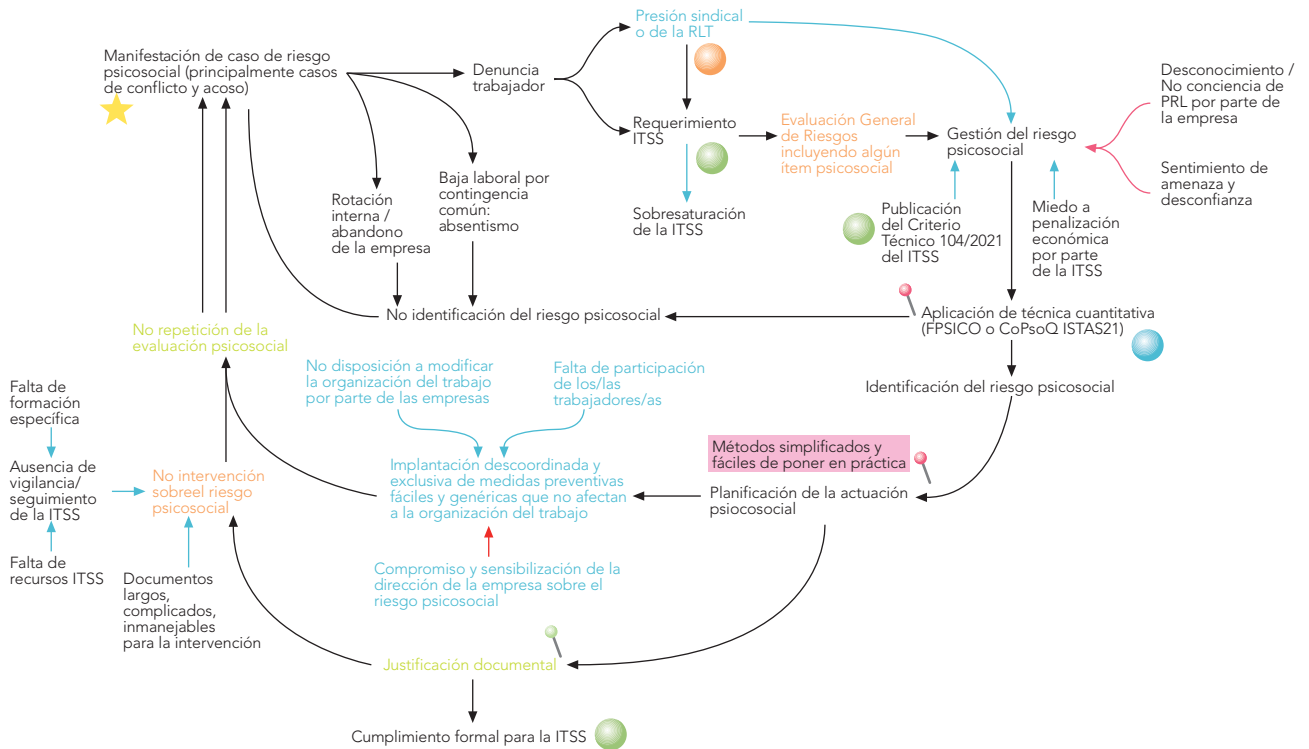 Presión sindical
o de la RLT
Manifestación de caso de riesgo
psicosocial (principalmente casos
de conflicto y acoso)
Denuncia
trabajador
Desconocimiento /
No conciencia de
PRL por parte de
la empresa
Requerimiento
ITSS
Evaluación General
de Riesgos
incluyendo algún
ítem psicosocial
Gestión del riesgo
psicosocial
Sentimiento de
amenaza y
desconfianza
Rotación
interna /
abandono
de la empresa
Baja laboral por
contingencia
común:
absentismo
Sobresaturación
de la ITSS
Publicación
del Criterio
Técnico 104/2021
del ITSS
Miedo a
penalización
económica
por parte
de la ITSS
No identificación del riesgo psicosocial
Aplicación de técnica cuantitativa
(FPSICO o CoPsoQ ISTAS21)
No repetición de la
evaluación psicosocial
No disposición a modificar
la organización del trabajo
por parte de las empresas
Falta de participación
de los/las
trabajadores/as
Identificación del riesgo psicosocial
Falta de
formación
específica
Ausencia de
vigilancia/
seguimiento
de la ITSS
Falta de
recursos ITSS
No intervención
sobreel riesgo
psicosocial
Documentos
largos,
complicados,
inmanejables
para la intervención
Implantación descoordinada y
exclusiva de medidas preventivas
fáciles y genéricas que no afectan
a la organización del trabajo
Métodos simplificados y
fáciles de poner en práctica
Planificación de la actuación
psiocosocial
Compromiso y sensibilización de la
dirección de la empresa sobre el
riesgo psicosocial
Justificación documental
Cumplimiento formal para la ITSS